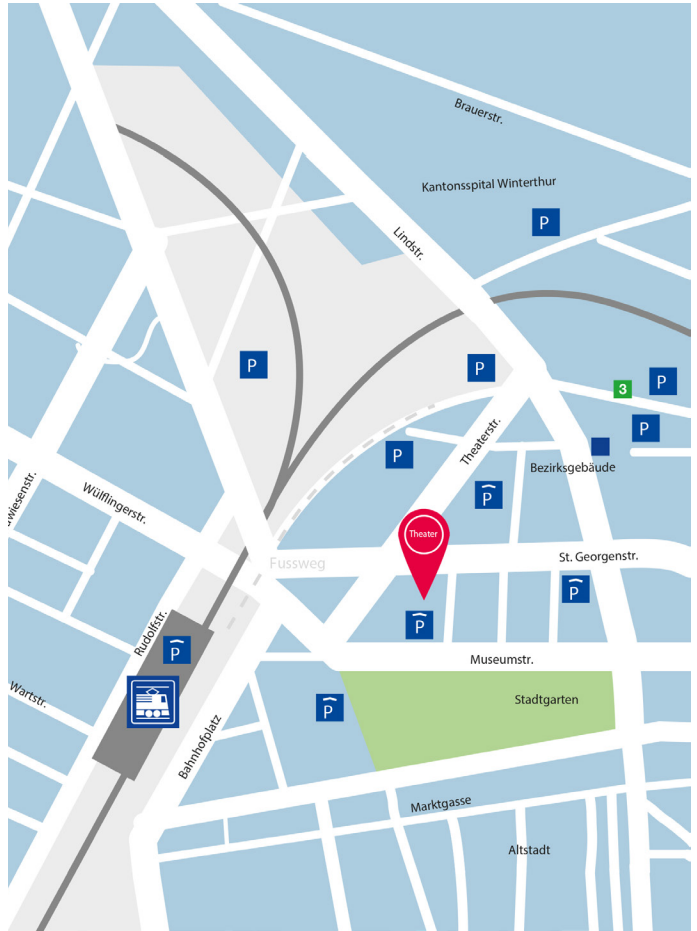 Brauerstr.
Kantonsspital Winterthur
P
Lindstr.
P
P
3
P
P
P
Theaterstr.
Bezirksgebäude
P
dwiesenstr.
Wülflingerstr.
Theater
St. Georgenstr.
Fussweg
P
P
Rudolfstr.
P
Museumstr.
Wartstr.
Stadtgarten
P
Bahnhofplatz
Marktgasse
Altstadt